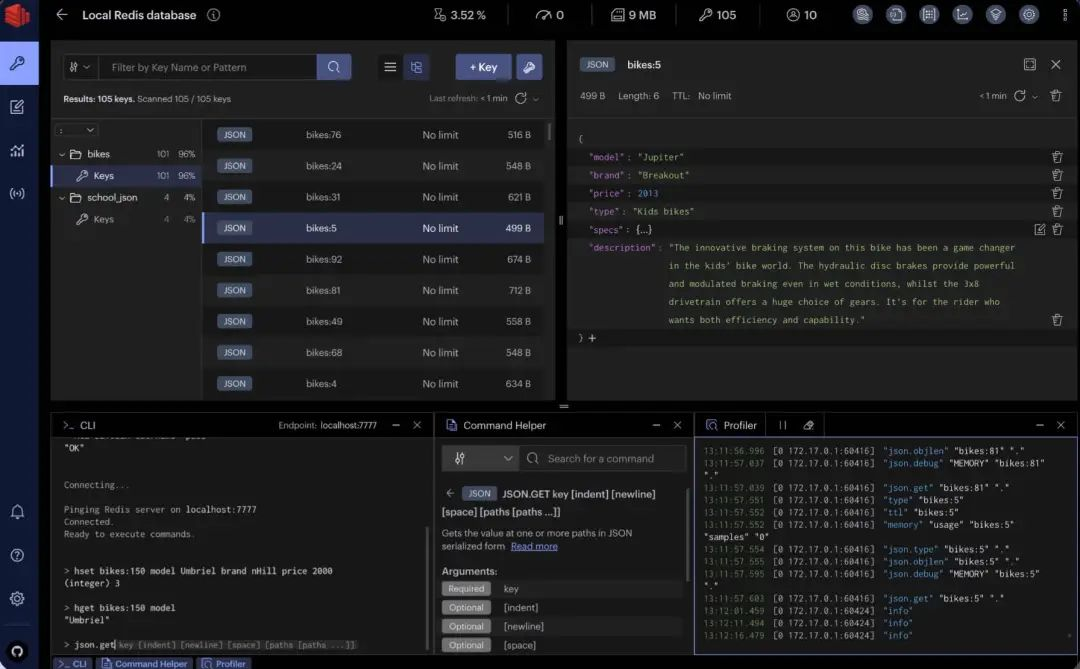 Local Redis database
3.52 %
0
9 MB
105
10
Filter by Key Name or Pattern
+ Key
Results: 105 keys. Scanned 105 / 105 keys
Last refresh: < 1 min
:
bikes 101 96%
Keys 101 96%
school_json 4 4%
Keys 4 4%
JSON bikes:76 No limit 516 B
JSON bikes:24 No limit 548 B
JSON bikes:31 No limit 621 B
JSON bikes:5 No limit 499 B
JSON bikes:92 No limit 674 B
JSON bikes:81 No limit 712 B
JSON bikes:49 No limit 558 B
JSON bikes:68 No limit 548 B
JSON bikes:4 No limit 634 B
JSON bikes:5
499 B Length: 6 TTL: No limit
< 1 min
{
"model" : "Jupiter"
"brand" : "Breakout"
"price" : 2013
"type" : "Kids bikes"
"specs" : {...}
"description" : "The innovative braking system on this bike has been a game changer
in the kids' bike world. The hydraulic disc brakes provide powerful
and modulated braking even in wet conditions, whilst the 3x8
drivetrain offers a huge choice of gears. It's for the rider who
wants both efficiency and capability."
} +
>_ CLI
Endpoint: localhost:7777
"OK"
Connecting...
Pinging Redis server on localhost:7777
Connected.
Ready to execute commands.
> hset bikes:150 model Umbriel brand nHill price 2000
(integer) 3
> hget bikes:150 model
"Umbriel"
> json.get key [indent] [newline] [space] [paths [paths ...]]
Command Helper
Search for a command
JSON JSON.GET key [indent] [newline]
[space] [paths [paths ...]]
Gets the value at one or more paths in JSON
serialized form Read more
Arguments:
Required key
Optional [indent]
Optional [newline]
Optional [space]
Profiler
13:11:56.996 [0 172.17.0.1:60416] "json.objlen" "bikes:81" "."
13:11:57.037 [0 172.17.0.1:60416] "json.debug" "MEMORY" "bikes:81"
"."
13:11:57.039 [0 172.17.0.1:60416] "json.get" "bikes:81" "."
13:11:57.551 [0 172.17.0.1:60416] "type" "bikes:5"
13:11:57.552 [0 172.17.0.1:60416] "ttl" "bikes:5"
13:11:57.552 [0 172.17.0.1:60416] "memory" "usage" "bikes:5"
"samples" "0"
13:11:57.554 [0 172.17.0.1:60416] "json.type" "bikes:5" "."
13:11:57.555 [0 172.17.0.1:60416] "json.objlen" "bikes:5" "."
13:11:57.595 [0 172.17.0.1:60416] "json.debug" "MEMORY" "bikes:5"
"."
13:11:57.603 [0 172.17.0.1:60416] "json.get" "bikes:5" "."
13:12:01.459 [0 172.17.0.1:60424] "info"
13:12:11.494 [0 172.17.0.1:60424] "info"
13:12:16.479 [0 172.17.0.1:60424] "info"
>_ CLI
Command Helper
Profiler